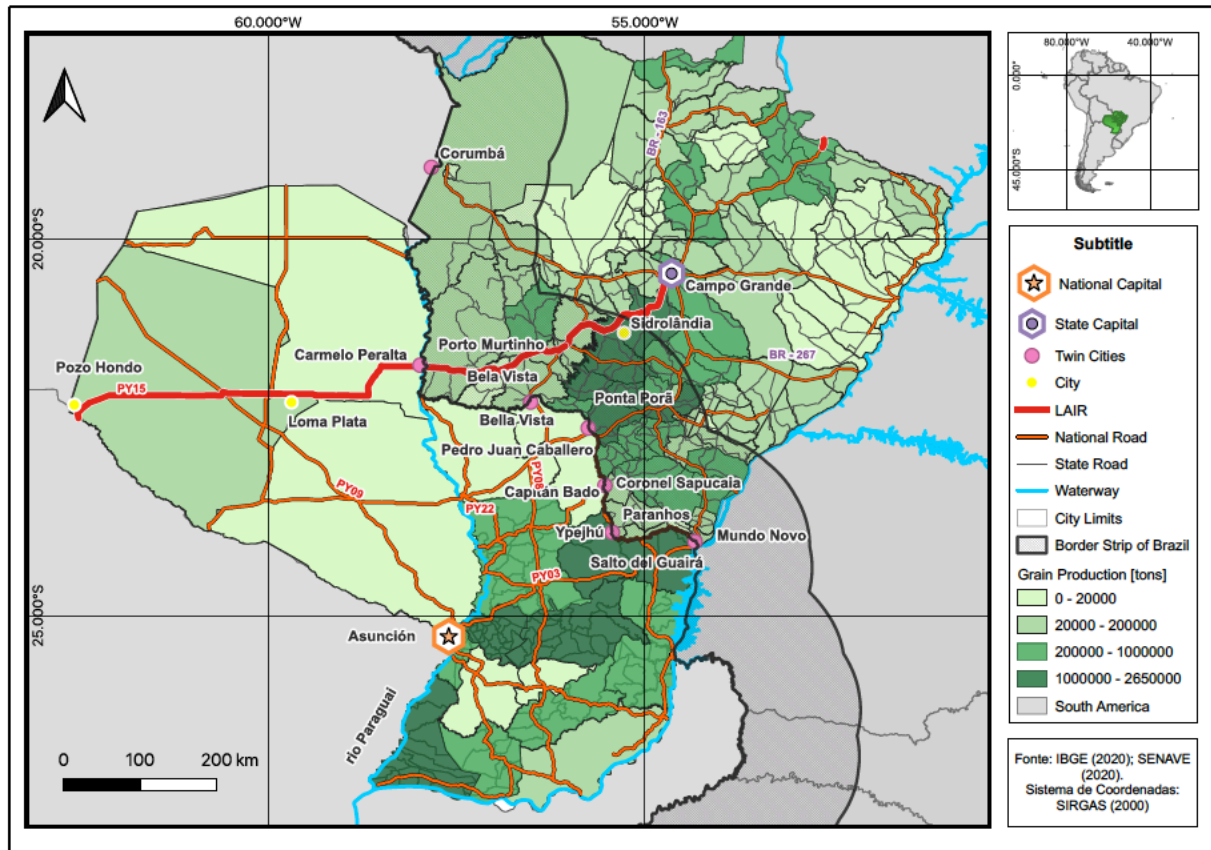 60.000°W
55.000°W
20.000°S
25.000°S
Corumbá
BR - 163
Campo Grande
Sidrolândia
Porto Murtinho
Carmelo Peralta
BR - 267
Pozo Hondo
PY15
Bela Vista
Ponta Porã
Loma Plata
Bella Vista
Pedro Juan Caballero
PY08
PY09
Capitán Bado
Coronel Sapucaia
PY22
Paranhos
Ypejhú
Mundo Novo
Salto del Guairá
PY03
Asunción
rio Paraguai
0 100 200 km
80.000°W 40.000°W
0.000°
45.000°S
Subtitle
National Capital
State Capital
Twin Cities
City
LAIR
National Road
State Road
Waterway
City Limits
Border Strip of Brazil
Grain Production [tons]
0 - 20000
20000 - 200000
200000 - 1000000
1000000 - 2650000
South America
Fonte: IBGE (2020); SENAVE
(2020).
Sistema de Coordenadas:
SIRGAS (2000)